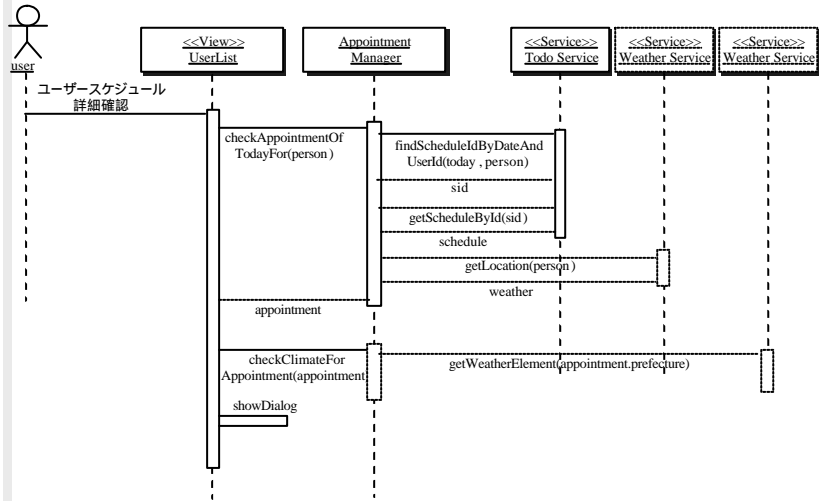 user
<<View>>
UserList
Appointment
Manager
<<Service>>
Todo Service
<<Service>>
Weather Service
<<Service>>
Weather Service
ユーザースケジュール
詳細確認
checkAppointmentOf
TodayFor(person)
findScheduleIdByDateAnd
UserId(today , person)
sid
getScheduleById(sid)
schedule
getLocation(person)
weather
appointment
checkClimateFor
Appointment(appointment
getWeatherElement(appointment.prefecture)
showDialog